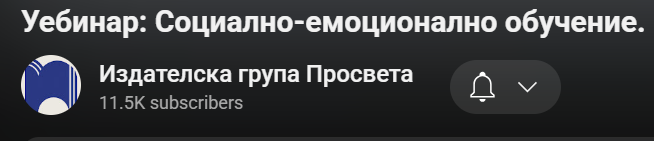 Уебинар: Социално-емоционално обучение.
Издателска група Просвета
11.5K subscribers